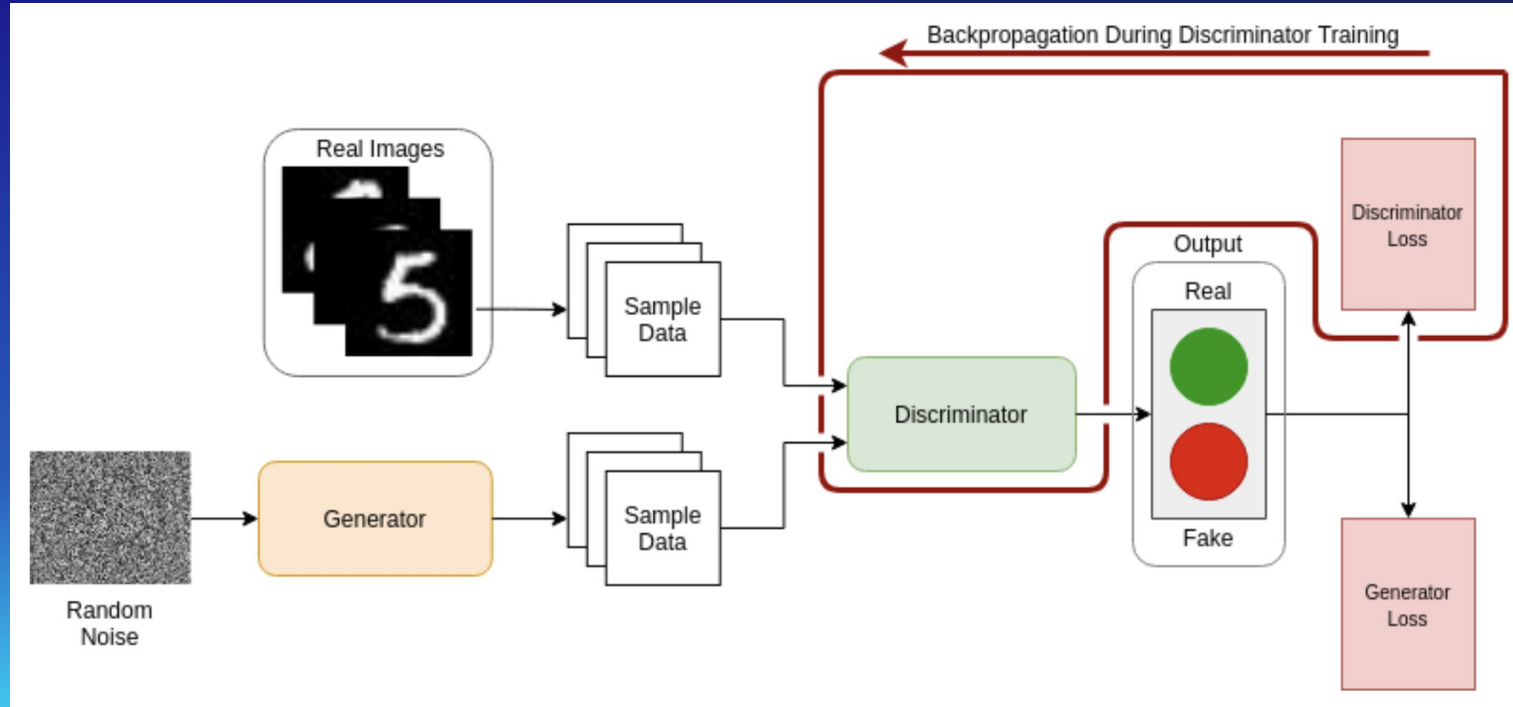 Backpropagation During Discriminator Training
Real Images
5
Sample
Data
Discriminator
Loss
Output
Real
Discriminator
Generator
Sample
Data
Fake
Random
Noise
Generator
Loss